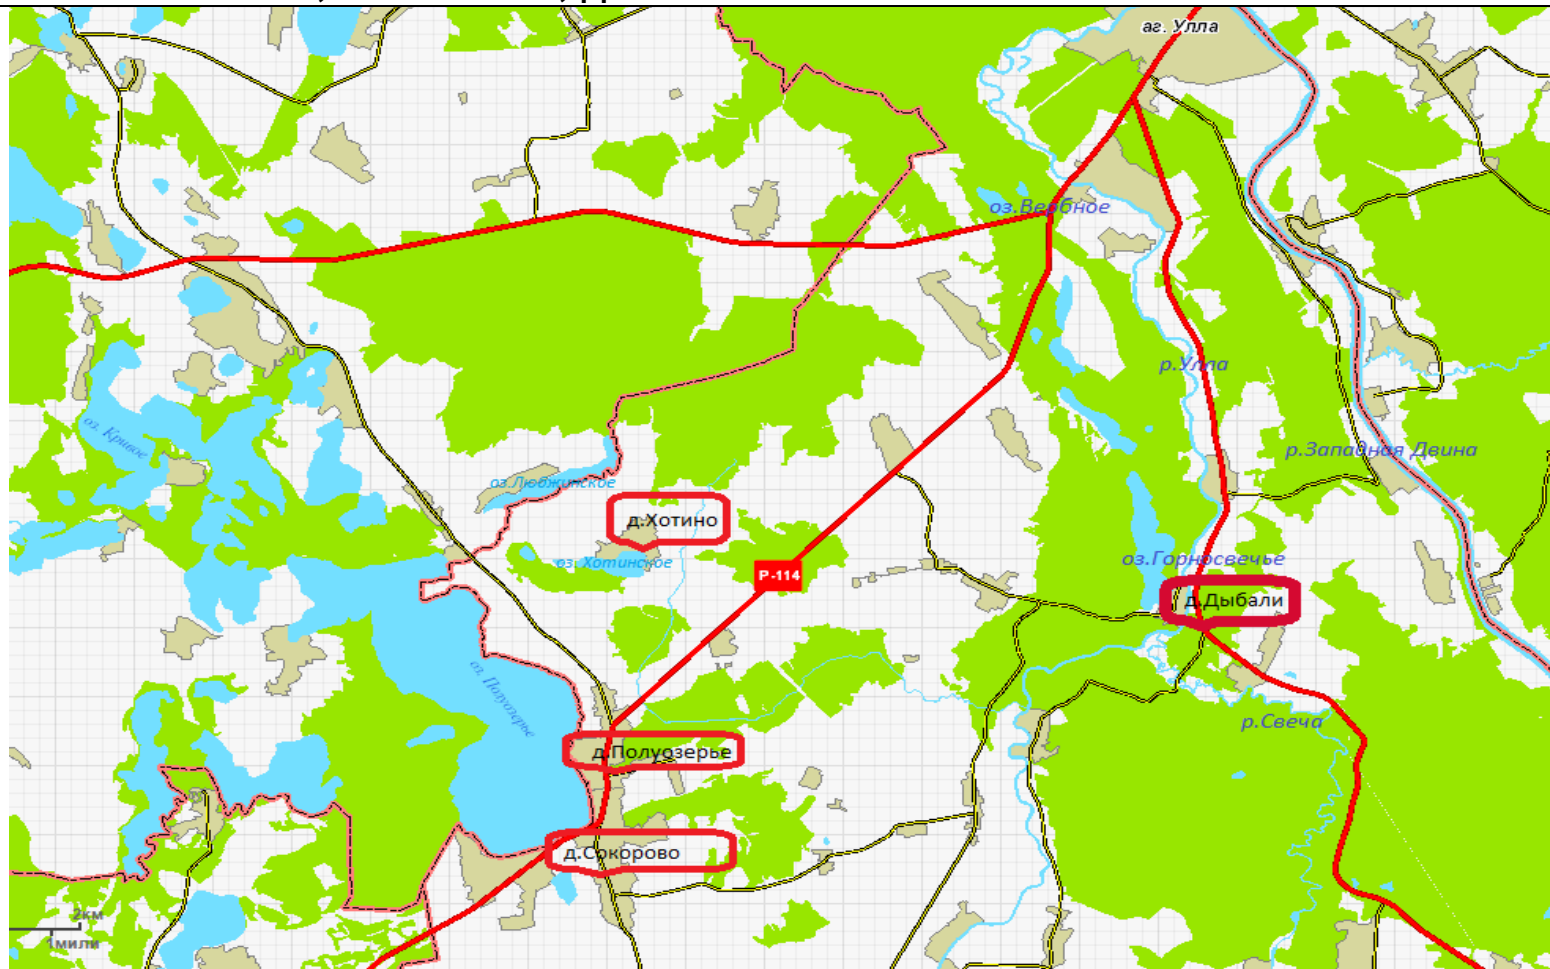 аг. Улла
оз.Вербное
р.Улла
оз. Кривое
р.Западная Двина
оз.Любжинское
д.Хотино
оз. Хотинское
оз.Горносвечье
Р-114
д.Дыбали
оз. Полуозерье
р.Свеча
д.Полуозерье
д.Сокорово
2км
1мили